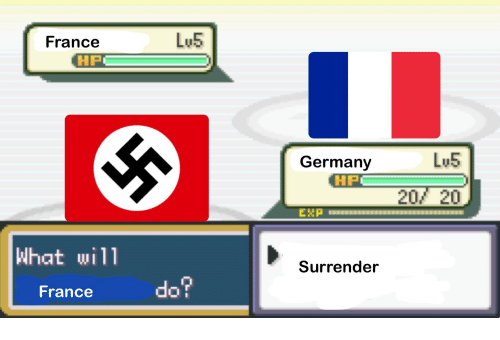 France Lv5
HP
Germany Lv5
HP
20/ 20
EXP
What will
France do?
Surrender